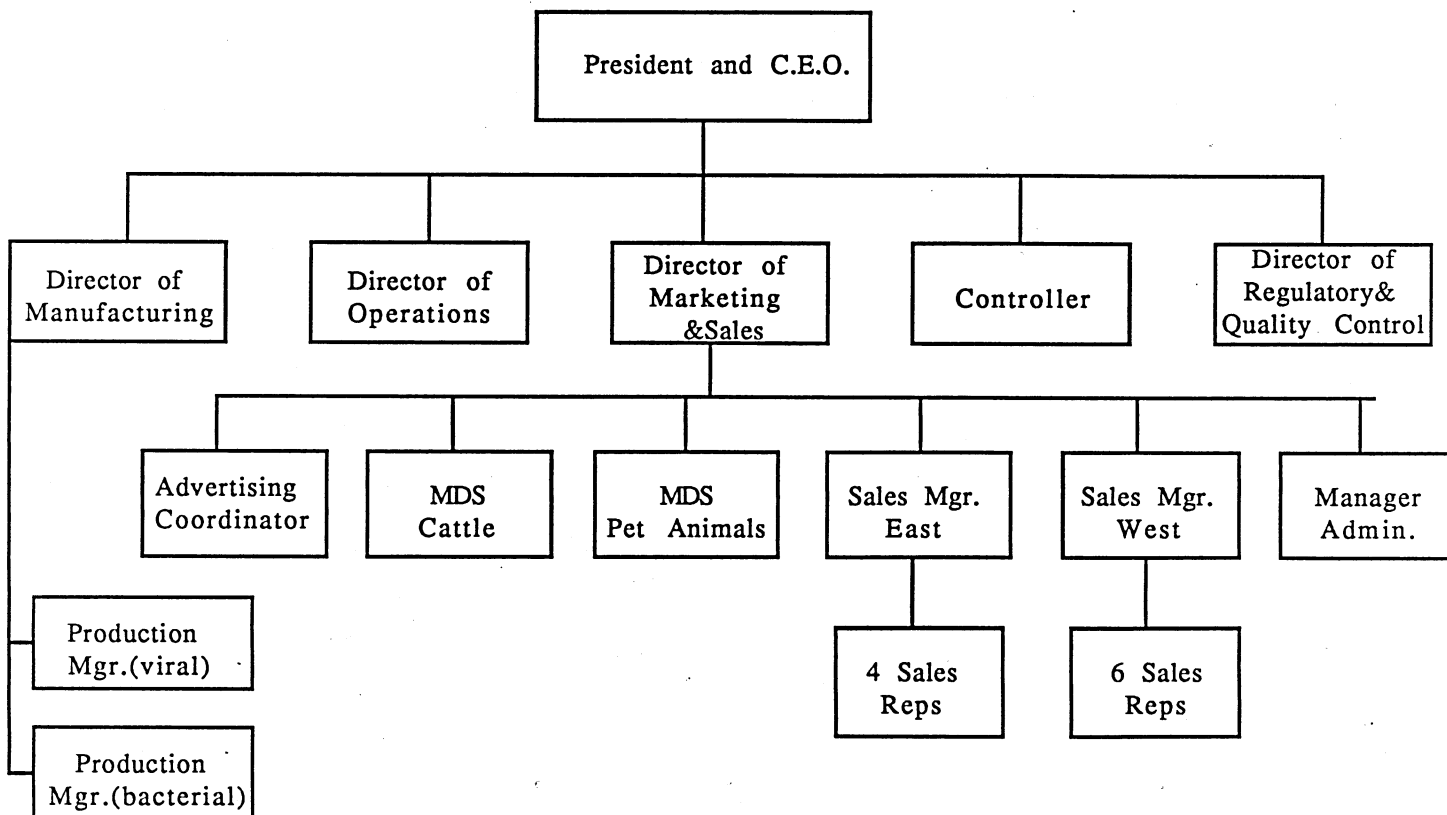 President and C.E.O.
Director of
Manufacturing
Director of
Operations
Director of
Marketing
&Sales
Controller
Director of
Regulatory&
Quality Control
Advertising
Coordinator
MDS
Cattle
MDS
Pet Animals
Sales Mgr.
East
Sales Mgr.
West
Manager
Admin.
Production
Mgr.(viral)
4 Sales
Reps
6 Sales
Reps
Production
Mgr.(bacterial)